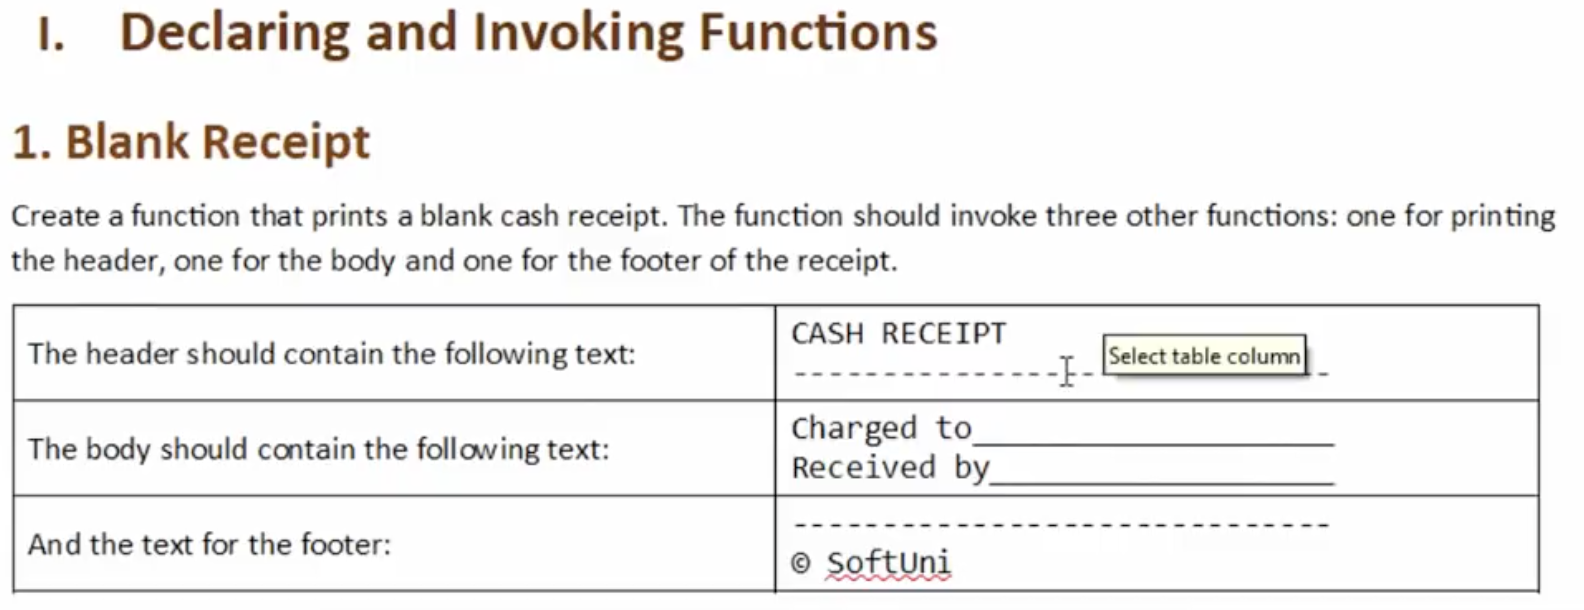 I. Declaring and Invoking Functions
1. Blank Receipt
Create a function that prints a blank cash receipt. The function should invoke three other functions: one for printing
the header, one for the body and one for the footer of the receipt.
The header should contain the following text:
CASH RECEIPT
------------------------------
Select table column
The body should contain the following text:
Charged to____________________
Received by___________________
And the text for the footer:
------------------------------
© SoftUni